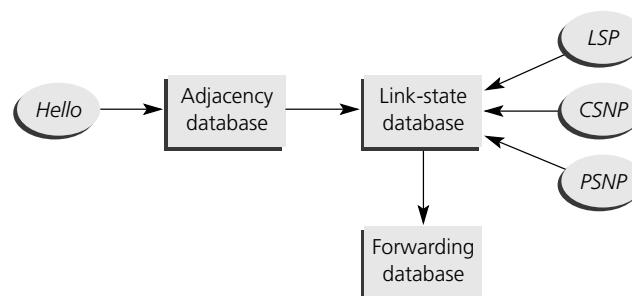 Hello
Adjacency
database
Link-state
database
LSP
CSNP
PSNP
Forwarding
database